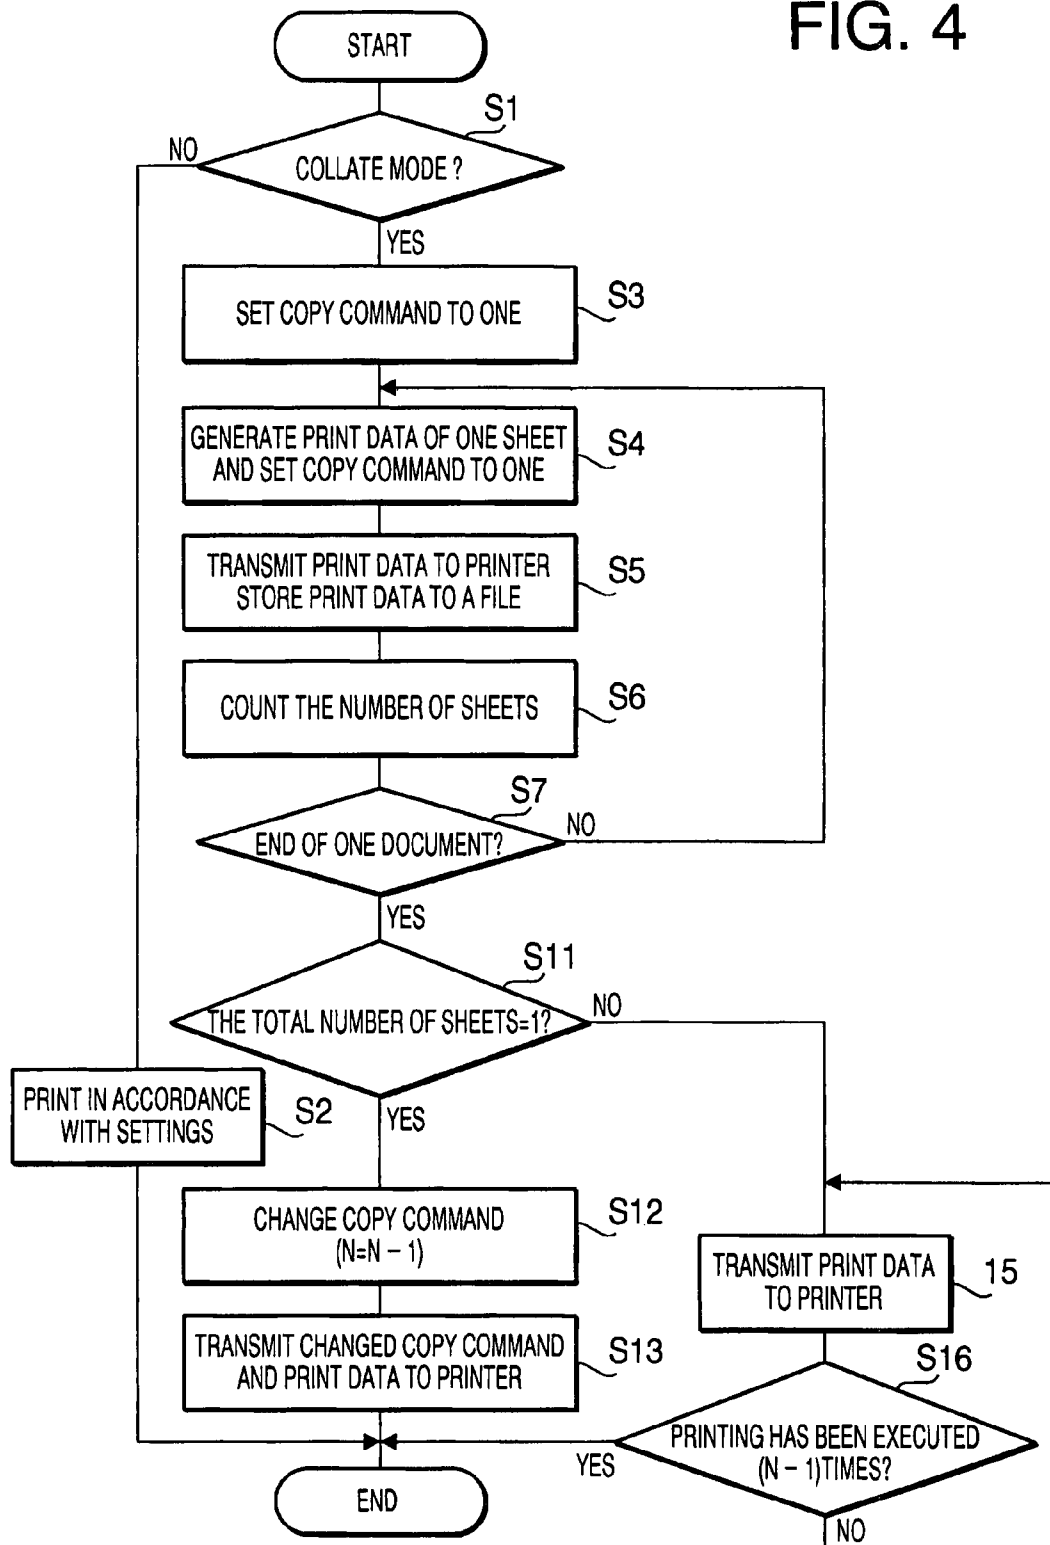 FIG. 4
START
S1
NO
COLLATE MODE ?
YES
SET COPY COMMAND TO ONE
S3
GENERATE PRINT DATA OF ONE SHEET
AND SET COPY COMMAND TO ONE
S4
TRANSMIT PRINT DATA TO PRINTER
STORE PRINT DATA TO A FILE
S5
COUNT THE NUMBER OF SHEETS
S6
S7
END OF ONE DOCUMENT?
NO
YES
S11
THE TOTAL NUMBER OF SHEETS=1?
NO
YES
PRINT IN ACCORDANCE
WITH SETTINGS
S2
CHANGE COPY COMMAND
(N=N – 1)
S12
TRANSMIT PRINT DATA
TO PRINTER
15
TRANSMIT CHANGED COPY COMMAND
AND PRINT DATA TO PRINTER
S13
S16
PRINTING HAS BEEN EXECUTED
(N – 1)TIMES?
YES
NO
END